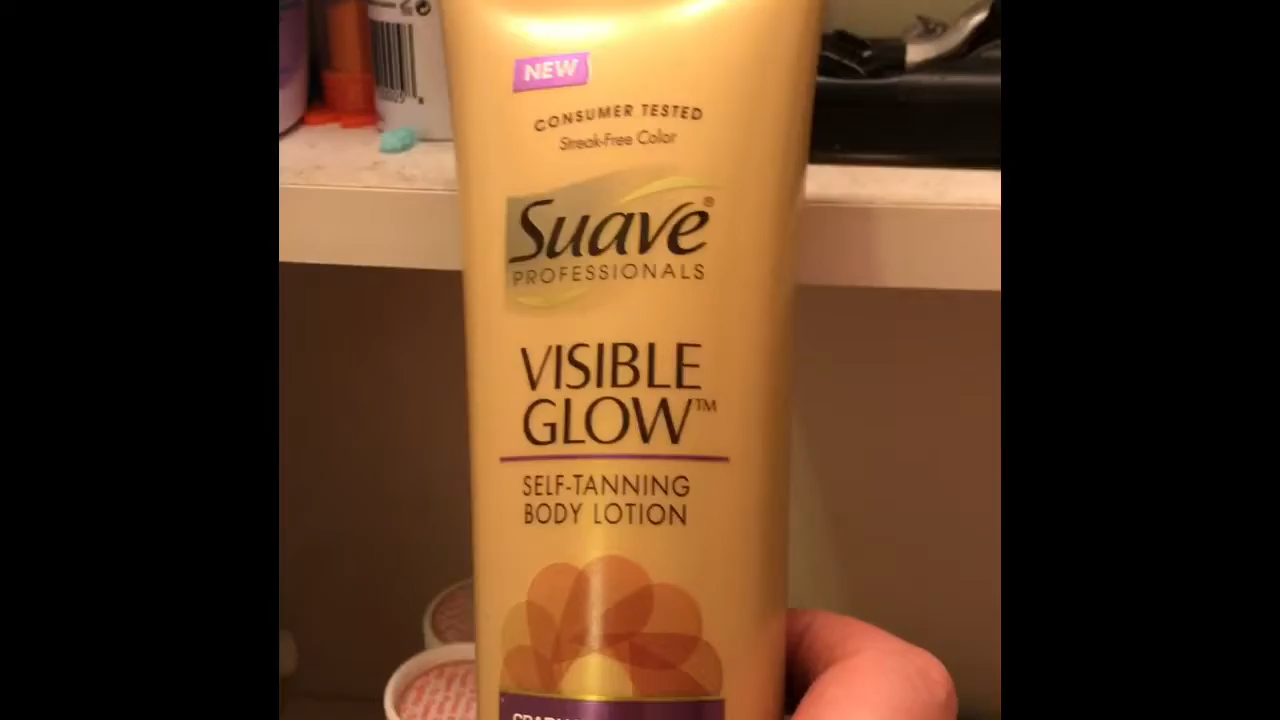 NEW
CONSUMER TESTED
Streak-Free Color
Suave®
PROFESSIONALS
VISIBLE
GLOW™
SELF-TANNING
BODY LOTION